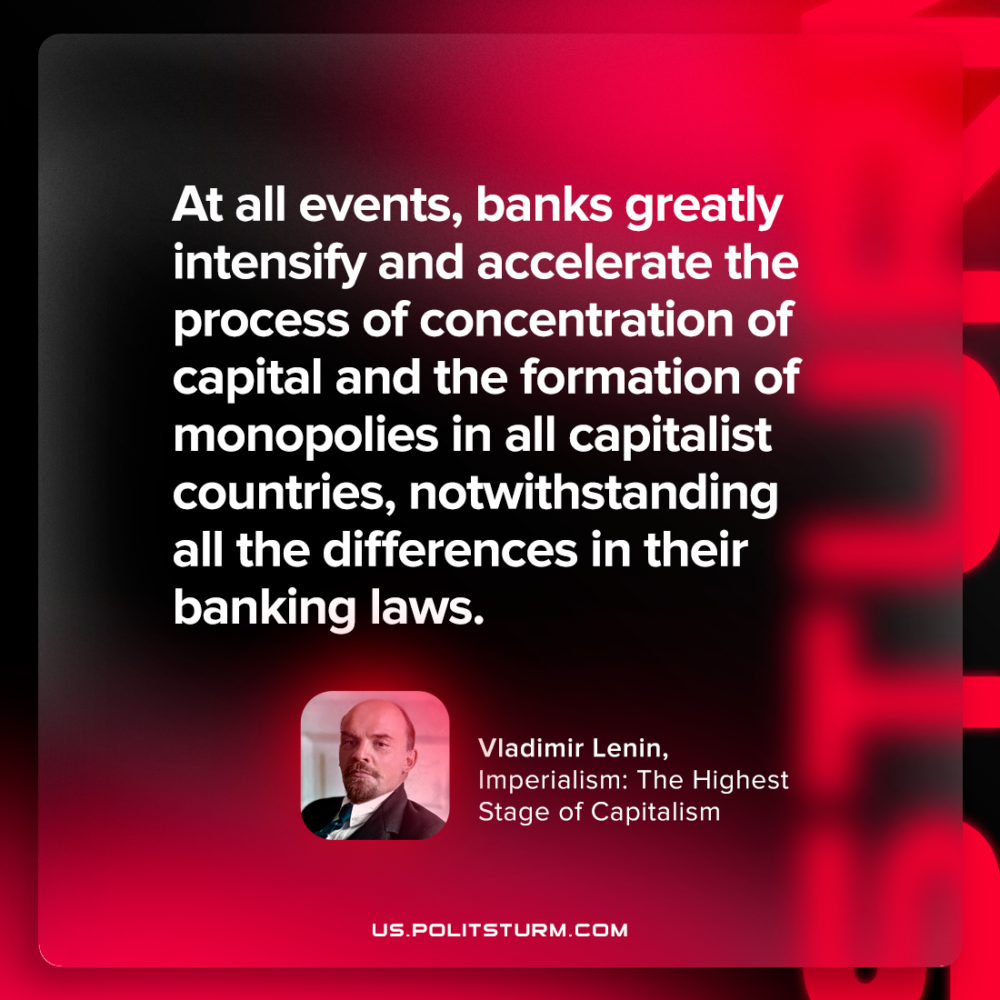 At all events, banks greatly
intensify and accelerate the
process of concentration of
capital and the formation of
monopolies in all capitalist
countries, notwithstanding
all the differences in their
banking laws.
Vladimir Lenin,
Imperialism: The Highest
Stage of Capitalism
US.POLITSTURM.COM